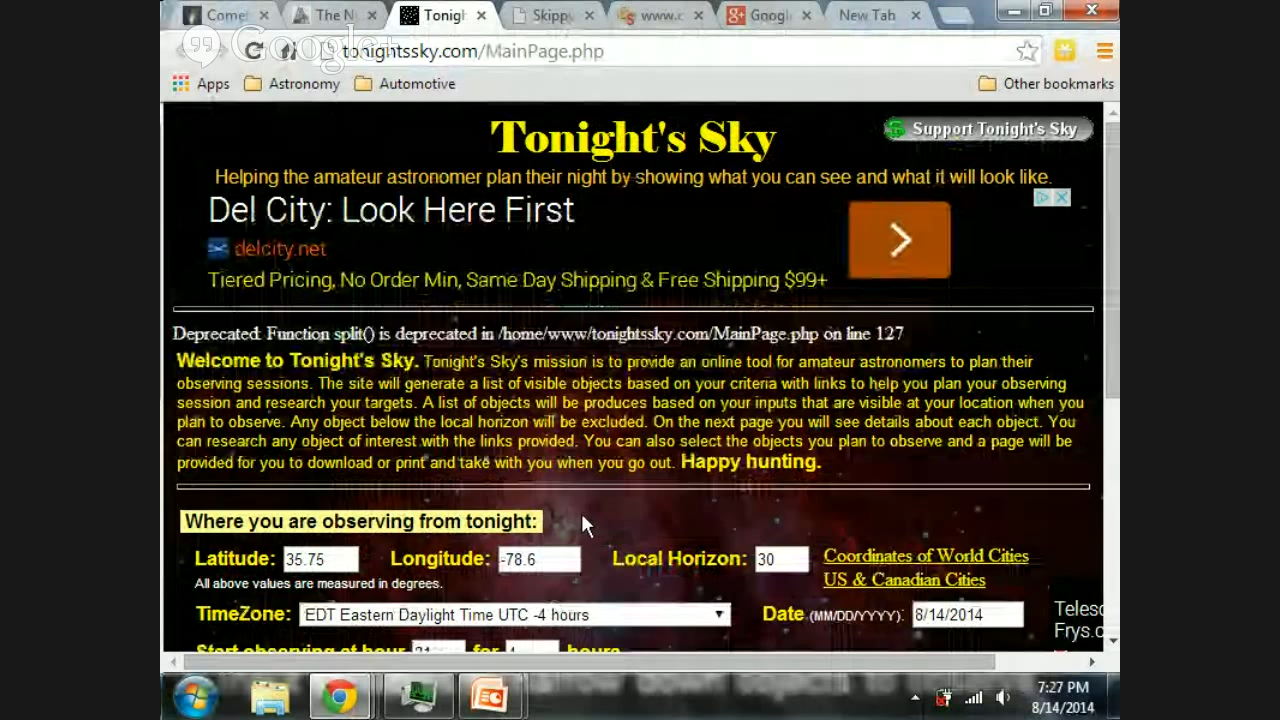 Come
The N
Tonigh
Skippy
www.c
Googl
New Tab
Google+
tonightssky.com/MainPage.php
Apps
Astronomy
Automotive
Other bookmarks
Tonight's Sky
Support Tonight's Sky
Helping the amateur astronomer plan their night by showing what you can see and what it will look like.
Del City: Look Here First
delcity.net
Tiered Pricing, No Order Min, Same Day Shipping & Free Shipping $99+
Deprecated: Function split() is deprecated in /home/www/tonightssky.com/MainPage.php on line 127
Welcome to Tonight's Sky. Tonight's Sky's mission is to provide an online tool for amateur astronomers to plan their
observing sessions. The site will generate a list of visible objects based on your criteria with links to help you plan your observing
session and research your targets. A list of objects will be produces based on your inputs that are visible at your location when you
plan to observe. Any object below the local horizon will be excluded. On the next page you will see details about each object. You
can research any object of interest with the links provided. You can also select the objects you plan to observe and a page will be
provided for you to download or print and take with you when you go out. Happy hunting.
Where you are observing from tonight:
Latitude: 35.75 Longitude: -78.6 Local Horizon: 30 Coordinates of World Cities
All above values are measured in degrees. US & Canadian Cities
TimeZone: EDT Eastern Daylight Time UTC -4 hours Date (MM/DD/YYYY): 8/14/2014
Telesc
Frys.c
Start observing at hour 21 for 4 hours
7:27 PM
8/14/2014